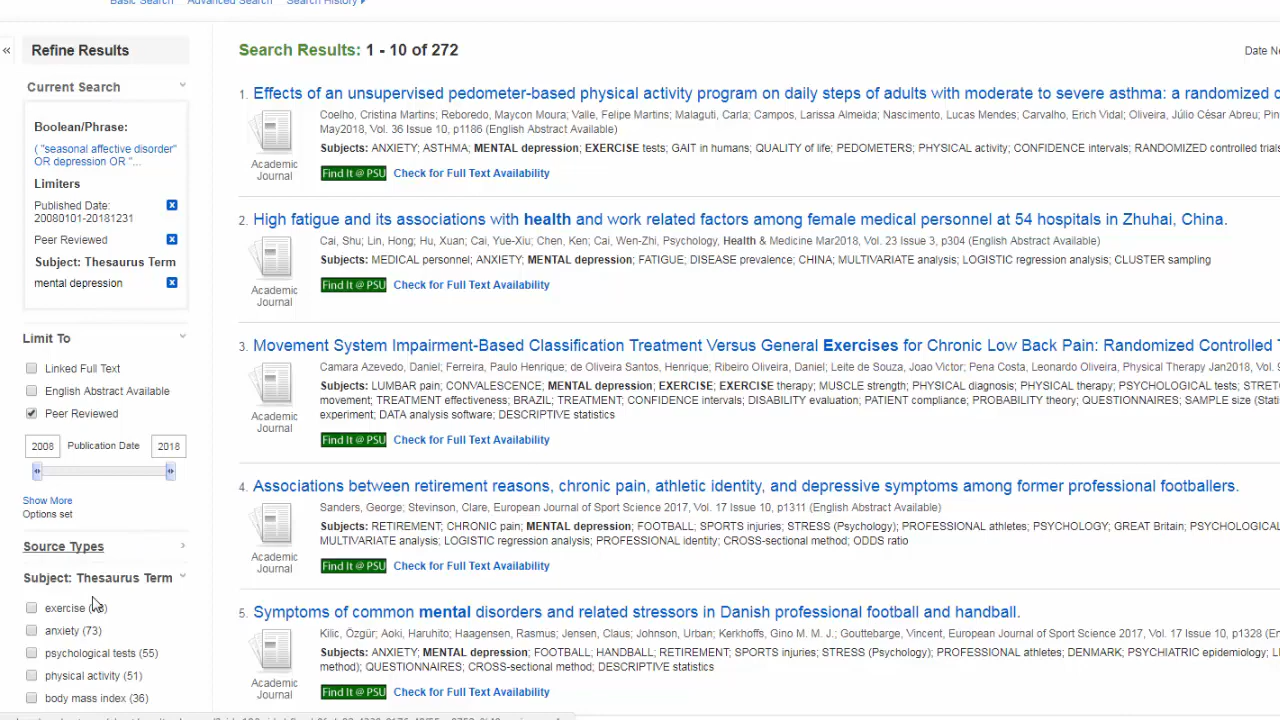 Basic Search Advanced Search Search History
«
Refine Results
Current Search
Boolean/Phrase:
( "seasonal affective disorder"
OR depression OR "...
Limiters
Published Date:
20080101-20181231
Peer Reviewed
Subject: Thesaurus Term
mental depression
Limit To
Linked Full Text
English Abstract Available
Peer Reviewed
2008 Publication Date 2018
Show More
Options set
Source Types
Subject: Thesaurus Term
exercise
anxiety (73)
psychological tests (55)
physical activity (51)
body mass index (36)
Search Results: 1 - 10 of 272
Date Ne
1. Effects of an unsupervised pedometer-based physical activity program on daily steps of adults with moderate to severe asthma: a randomized c
Coelho, Cristina Martins; Reboredo, Maycon Moura; Valle, Felipe Martins; Malaguti, Carla; Campos, Larissa Almeida; Nascimento, Lucas Mendes; Carvalho, Erich Vidal; Oliveira, Júlio César Abreu; Pin
May2018, Vol. 36 Issue 10, p1186 (English Abstract Available)
Subjects: ANXIETY; ASTHMA; MENTAL depression; EXERCISE tests; GAIT in humans; QUALITY of life; PEDOMETERS; PHYSICAL activity; CONFIDENCE intervals; RANDOMIZED controlled trials
Academic
Journal
Find It @ PSU Check for Full Text Availability
2. High fatigue and its associations with health and work related factors among female medical personnel at 54 hospitals in Zhuhai, China.
Cai, Shu; Lin, Hong; Hu, Xuan; Cai, Yue-Xiu; Chen, Ken; Cai, Wen-Zhi, Psychology, Health & Medicine Mar2018, Vol. 23 Issue 3, p304 (English Abstract Available)
Subjects: MEDICAL personnel; ANXIETY; MENTAL depression; FATIGUE; DISEASE prevalence; CHINA; MULTIVARIATE analysis; LOGISTIC regression analysis; CLUSTER sampling
Academic
Journal
Find It @ PSU Check for Full Text Availability
3. Movement System Impairment-Based Classification Treatment Versus General Exercises for Chronic Low Back Pain: Randomized Controlled T
Camara Azevedo, Daniel; Ferreira, Paulo Henrique; de Oliveira Santos, Henrique; Ribeiro Oliveira, Daniel; Leite de Souza, Joao Victor; Pena Costa, Leonardo Oliveira, Physical Therapy Jan2018, Vol. 9
Subjects: LUMBAR pain; CONVALESCENCE; MENTAL depression; EXERCISE; EXERCISE therapy; MUSCLE strength; PHYSICAL diagnosis; PHYSICAL therapy; PSYCHOLOGICAL tests; STRET
movement; TREATMENT effectiveness; BRAZIL; TREATMENT; CONFIDENCE intervals; DISABILITY evaluation; PATIENT compliance; PROBABILITY theory; QUESTIONNAIRES; SAMPLE size (Statis
experiment; DATA analysis software; DESCRIPTIVE statistics
Academic
Journal
Find It @ PSU Check for Full Text Availability
4. Associations between retirement reasons, chronic pain, athletic identity, and depressive symptoms among former professional footballers.
Sanders, George; Stevinson, Clare, European Journal of Sport Science 2017, Vol. 17 Issue 10, p1311 (English Abstract Available)
Subjects: RETIREMENT; CHRONIC pain; MENTAL depression; FOOTBALL; SPORTS injuries; STRESS (Psychology); PROFESSIONAL athletes; PSYCHOLOGY; GREAT Britain; PSYCHOLOGICAL
MULTIVARIATE analysis; LOGISTIC regression analysis; PROFESSIONAL identity; CROSS-sectional method; ODDS ratio
Academic
Journal
Find It @ PSU Check for Full Text Availability
5. Symptoms of common mental disorders and related stressors in Danish professional football and handball.
Kilic, Özgür; Aoki, Haruhito; Haagensen, Rasmus; Jensen, Claus; Johnson, Urban; Kerkhoffs, Gino M. M. J.; Gouttebarge, Vincent, European Journal of Sport Science 2017, Vol. 17 Issue 10, p1328 (En
Subjects: ANXIETY; MENTAL depression; FOOTBALL; HANDBALL; RETIREMENT; SPORTS injuries; STRESS (Psychology); PROFESSIONAL athletes; DENMARK; PSYCHIATRIC epidemiology; LI
method); QUESTIONNAIRES; CROSS-sectional method; DESCRIPTIVE statistics
Academic
Journal
Find It @ PSU Check for Full Text Availability